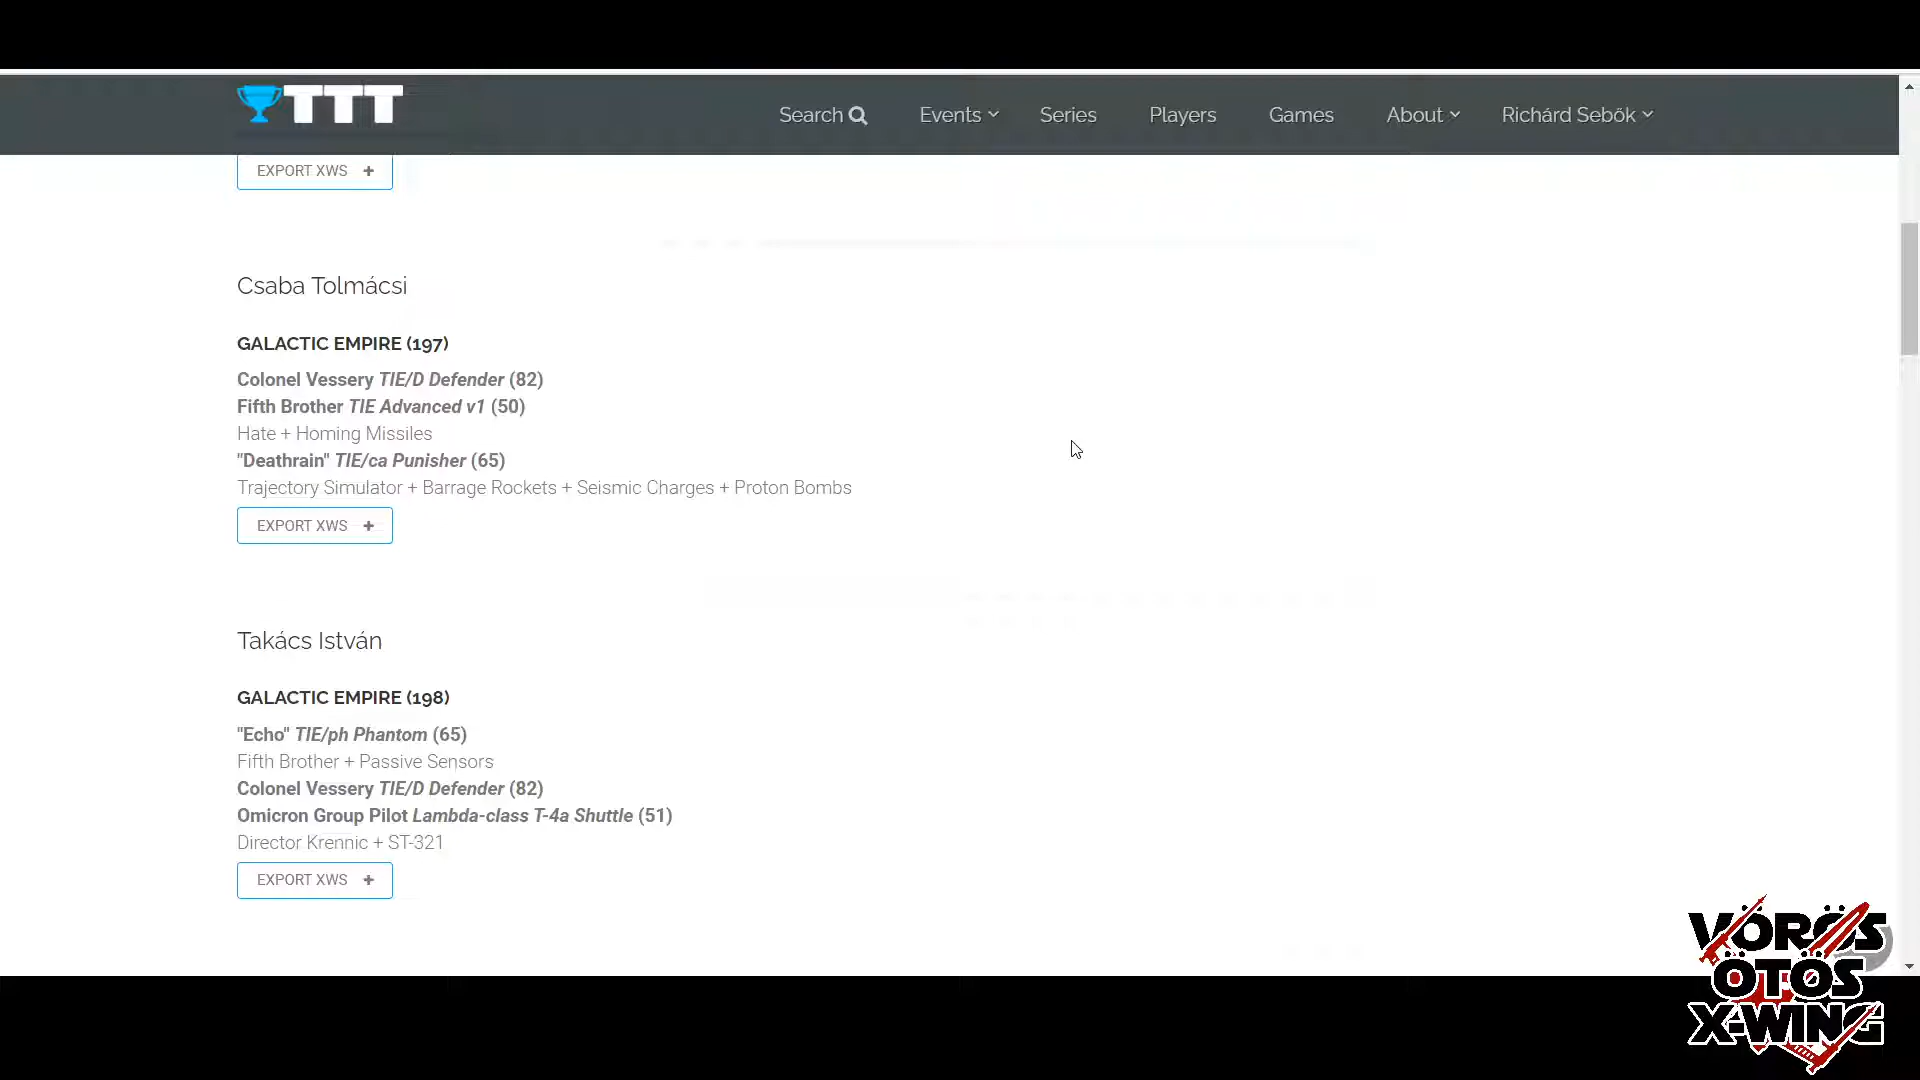 TTT
Search
Events
Series
Players
Games
About
Richárd Sebők
EXPORT XWS +
Csaba Tolmácsi
GALACTIC EMPIRE (197)
Colonel Vessery TIE/D Defender (82)
Fifth Brother TIE Advanced v1 (50)
Hate + Homing Missiles
"Deathrain" TIE/ca Punisher (65)
Trajectory Simulator + Barrage Rockets + Seismic Charges + Proton Bombs
EXPORT XWS +
Takács István
GALACTIC EMPIRE (198)
"Echo" TIE/ph Phantom (65)
Fifth Brother + Passive Sensors
Colonel Vessery TIE/D Defender (82)
Omicron Group Pilot Lambda-class T-4a Shuttle (51)
Director Krennic + ST-321
EXPORT XWS +
VÖRÖS
ÖTÖS
X-WING